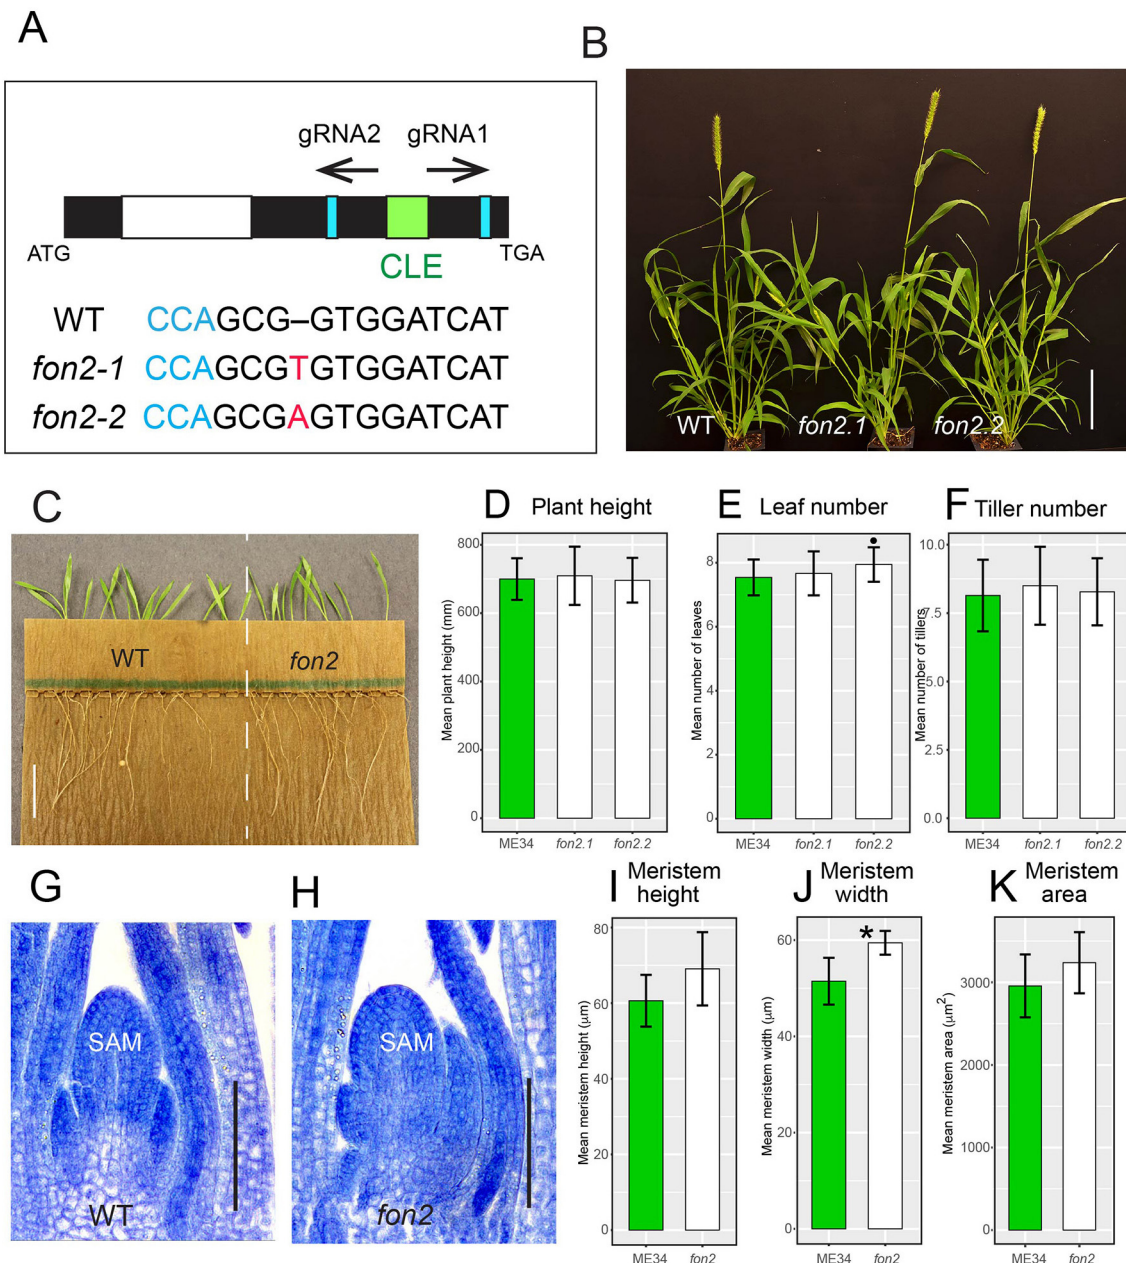 A
gRNA2 gRNA1
ATG
CLE
TGA
WT CCAGCG–GTGGATCAT
fon2-1 CCAGCGTGTGGATCAT
fon2-2 CCAGCGAGTGGATCAT
B
WT fon2.1 fon2.2
C
WT fon2
D Plant height
Mean plant height (mm)
800
600
400
200
0
ME34 fon2.1 fon2.2
E Leaf number
Mean number of leaves
8
6
4
2
0
ME34 fon2.1 fon2.2
F Tiller number
Mean number of tillers
10.0
7.5
5.0
2.5
0.0
ME34 fon2.1 fon2.2
G
SAM
WT
H
SAM
fon2
I Meristem
height
Mean meristem height (μm)
80
60
40
20
0
ME34 fon2
J Meristem
width
Mean meristem width (μm)
60
40
20
0
*
ME34 fon2
K Meristem
area
Mean meristem area (μm²)
3000
2000
1000
0
ME34 fon2